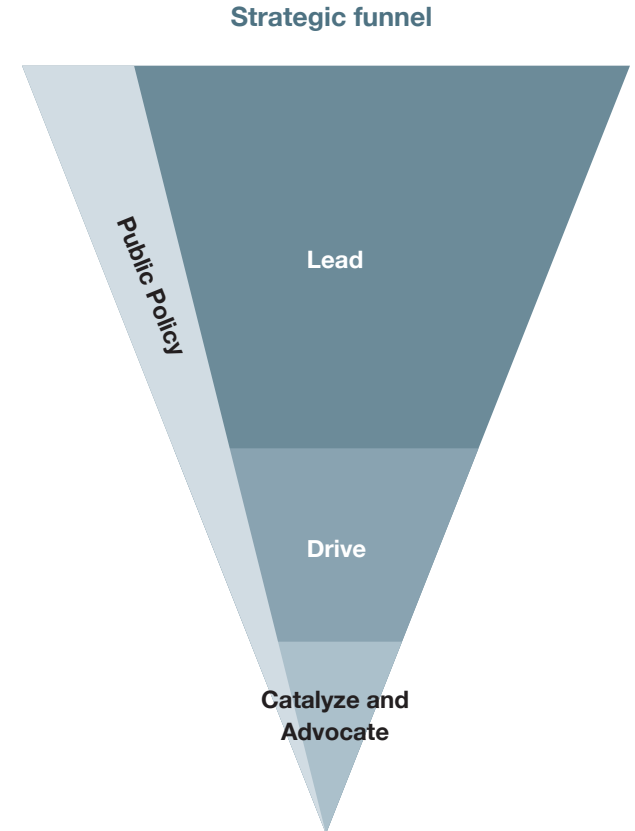 Strategic funnel
Public Policy
Lead
Drive
Catalyze and
Advocate